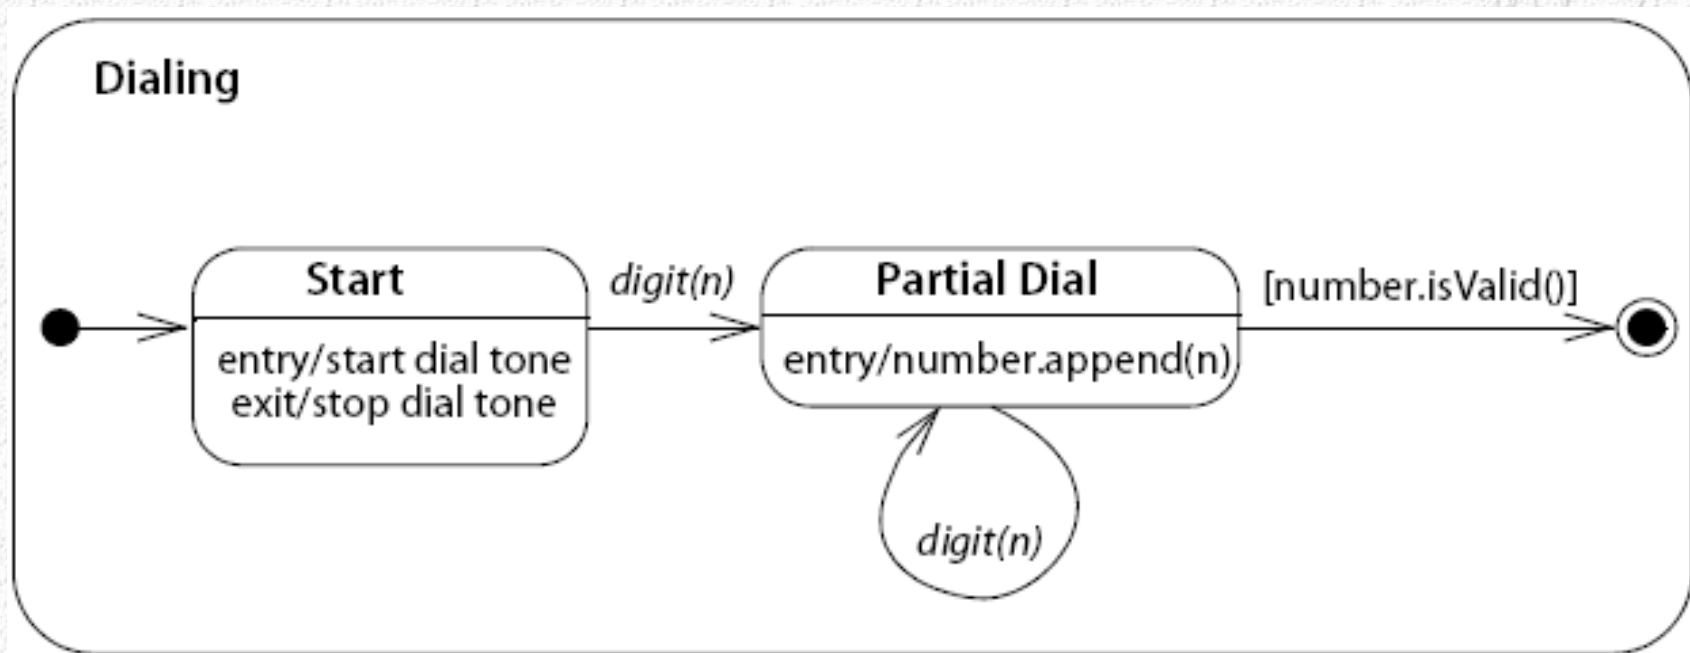 Dialing
Start
entry/start dial tone
exit/stop dial tone
digit(n)
Partial Dial
entry/number.append(n)
digit(n)
[number.isValid()]